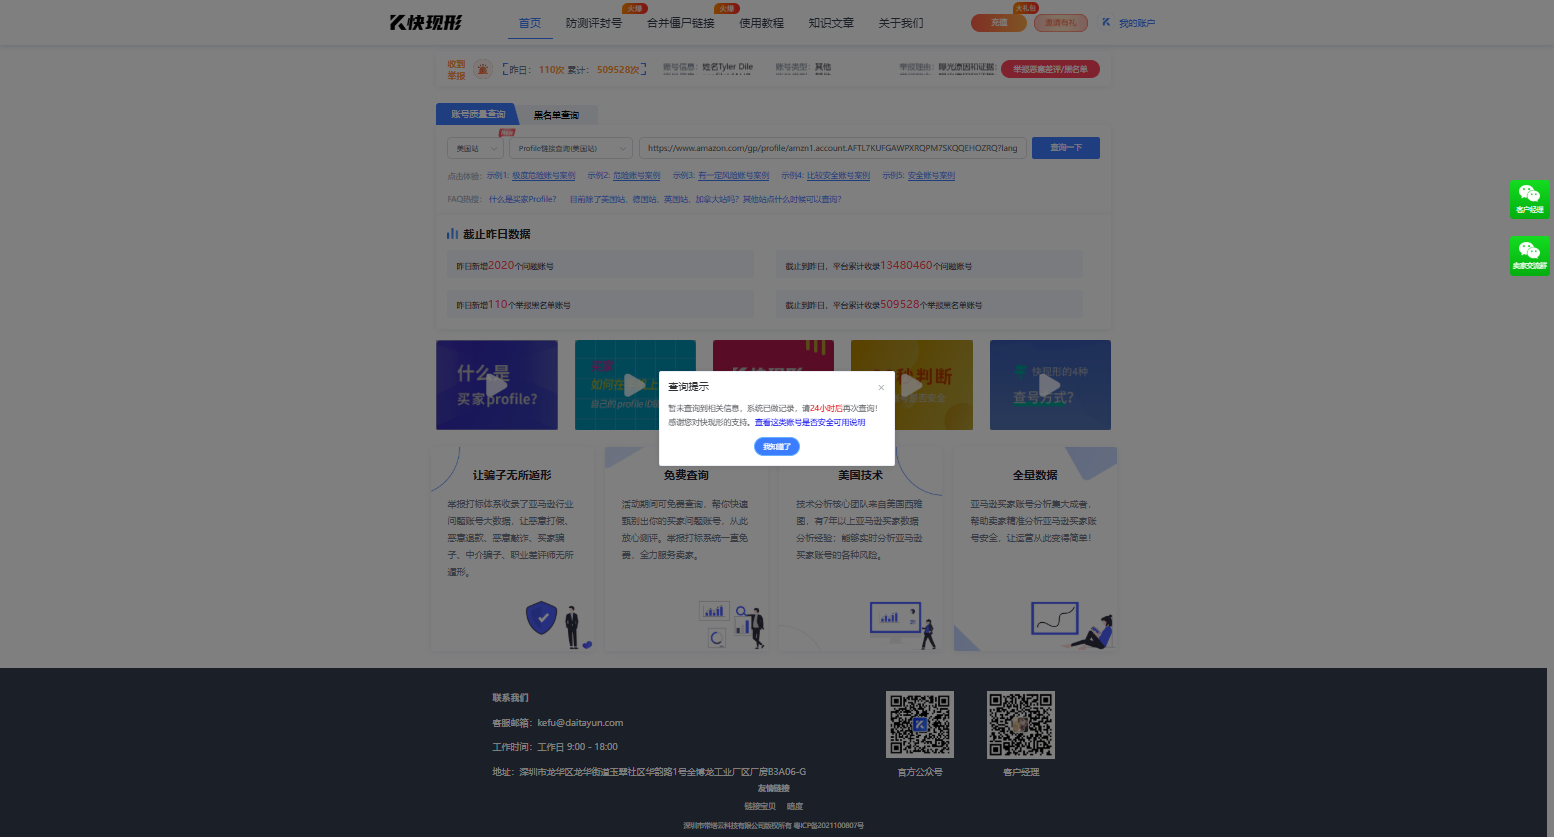 快现形
首页
防测评封号
火爆
合并僵尸链接
火爆
使用教程
知识文章
关于我们
充值
大礼包
邀请有礼
我的账户
收到
举报
昨日： 110次 累计： 509528次
账号信息： 姓名Tyler Dile
账号类型： 其他
举报理由： 曝光原因和证据:
举报恶意差评/黑名单
账号质量查询
黑名单查询
美国站
Profile链接查询(美国站)
https://www.amazon.com/gp/profile/amzn1.account.AFTL7KUFGAWPXRQPM7SKQQEHOZRQ?lang
查询一下
点击体验： 示例1: 极度危险账号案例 示例2: 危险账号案例 示例3: 有一定风险账号案例 示例4: 比较安全账号案例 示例5: 安全账号案例
FAQ热搜： 什么是买家Profile? 目前除了美国站、德国站、英国站、加拿大站吗？其他站点什么时候可以查询?
截止昨日数据
昨日新增2020个问题账号
截止到昨日，平台累计收录13480460个问题账号
昨日新增110个举报黑名单账号
截止到昨日，平台累计收录509528个举报黑名单账号
客户经理
卖家交流群
什么是
买家profile?
如何在
上
自己的 profile ID
种判断
号是否安全
快现形的4种
查号方式?
查询提示
×
暂未查询到相关信息，系统已做记录，请24小时后再次查询!
感谢您对快现形的支持。查看这类账号是否安全可用说明
我知道了
让骗子无所遁形
举报打标体系收录了亚马逊行业
问题账号大数据，让恶意打假、
恶意退款、恶意敲诈、买家骗
子、中介骗子、职业差评师无所
遁形。
免费查询
活动期间可免费查询，帮你快速
甄别出你的买家问题账号，从此
放心测评。举报打标系统一直免
费，全力服务卖家。
美国技术
技术分析核心团队来自美国西雅
图，有7年以上亚马逊买家数据
分析经验；能够实时分析亚马逊
买家账号的各种风险。
全量数据
亚马逊买家账号分析集大成者，
帮助卖家精准分析亚马逊买家账
号安全，让运营从此变得简单!
联系我们
客服邮箱：kefu@daitayun.com
工作时间：工作日 9:00 - 18:00
地址：深圳市龙华区龙华街道玉翠社区华韵路1号全博龙工业厂区厂房B3A06-G
官方公众号
客户经理
友情链接
链接宝贝 暗度
深圳市带塔云科技有限公司版权所有 粤ICP备2021100807号